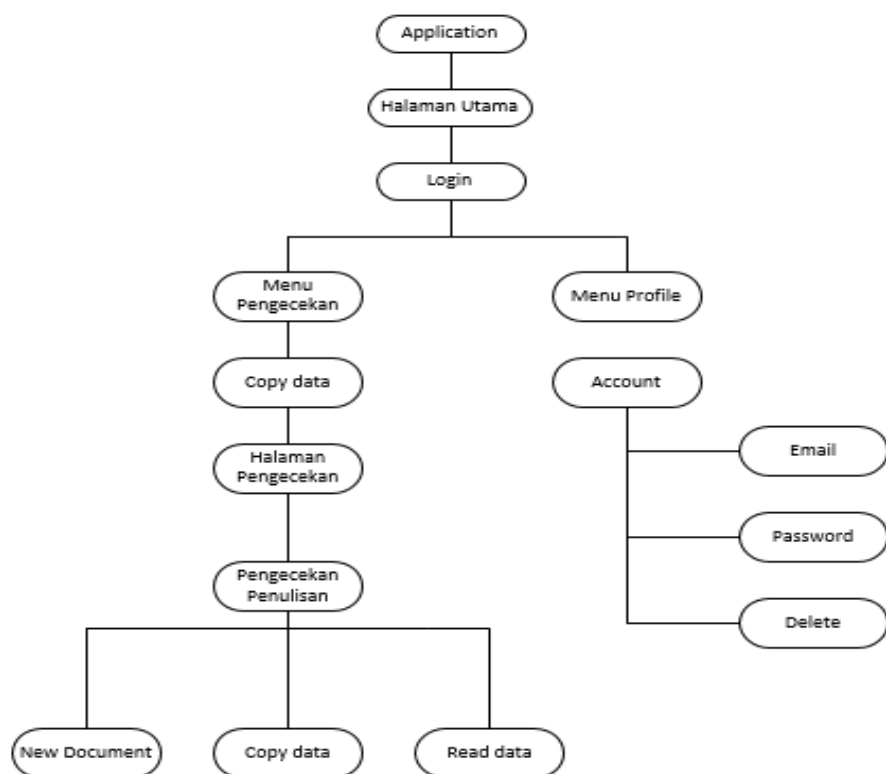 Application
Halaman Utama
Login
Menu
Pengecekan
Menu Profile
Copy data
Account
Halaman
Pengecekan
Email
Password
Pengecekan
Penulisan
Delete
New Document
Copy data
Read data